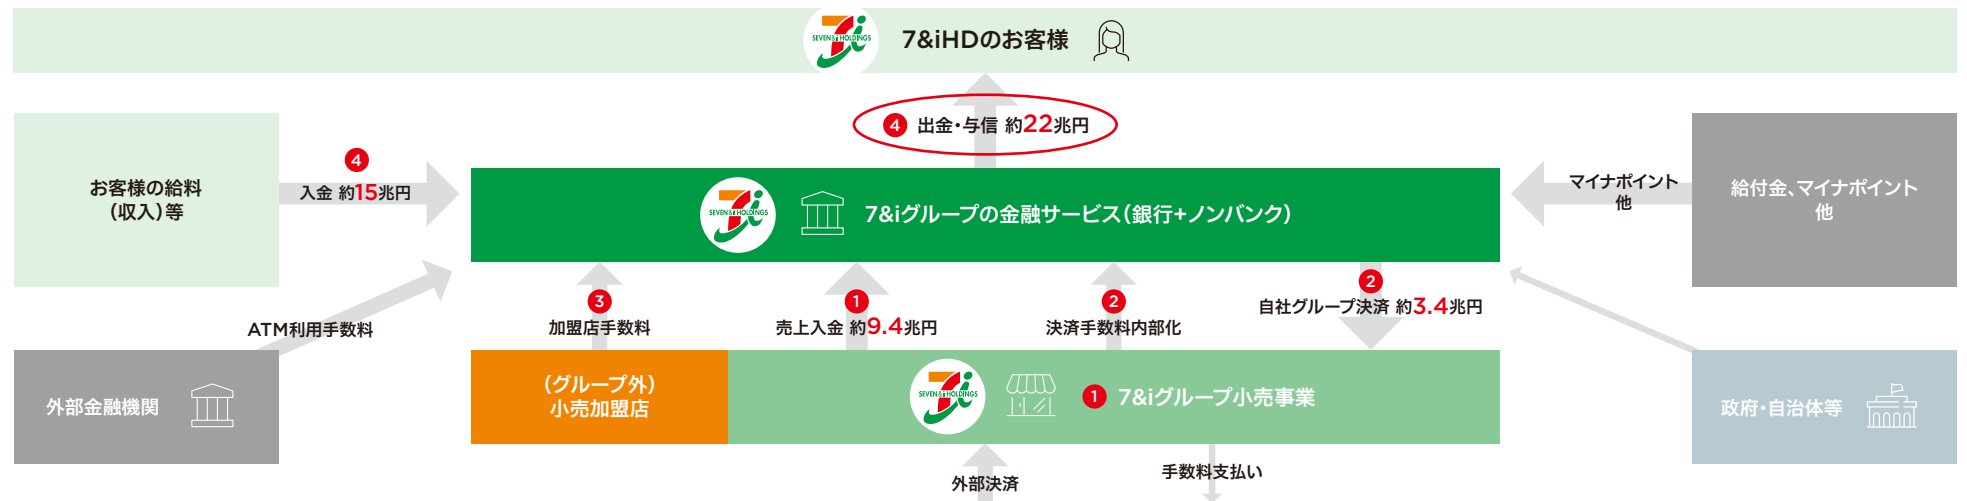 SEVEN & i HOLDINGS
7&iHDのお客様
④ 出金・与信 約22兆円
お客様の給料
（収入）等
④
入金 約15兆円
SEVEN & i HOLDINGS
7&iグループの金融サービス（銀行+ノンバンク）
マイナポイント
他
給付金、マイナポイント
他
ATM利用手数料
③
加盟店手数料
①
売上入金 約9.4兆円
②
決済手数料内部化
②
自社グループ決済 約3.4兆円
外部金融機関
（グループ外）
小売加盟店
SEVEN & i HOLDINGS
① 7&iグループ小売事業
政府・自治体等
外部決済
手数料支払い